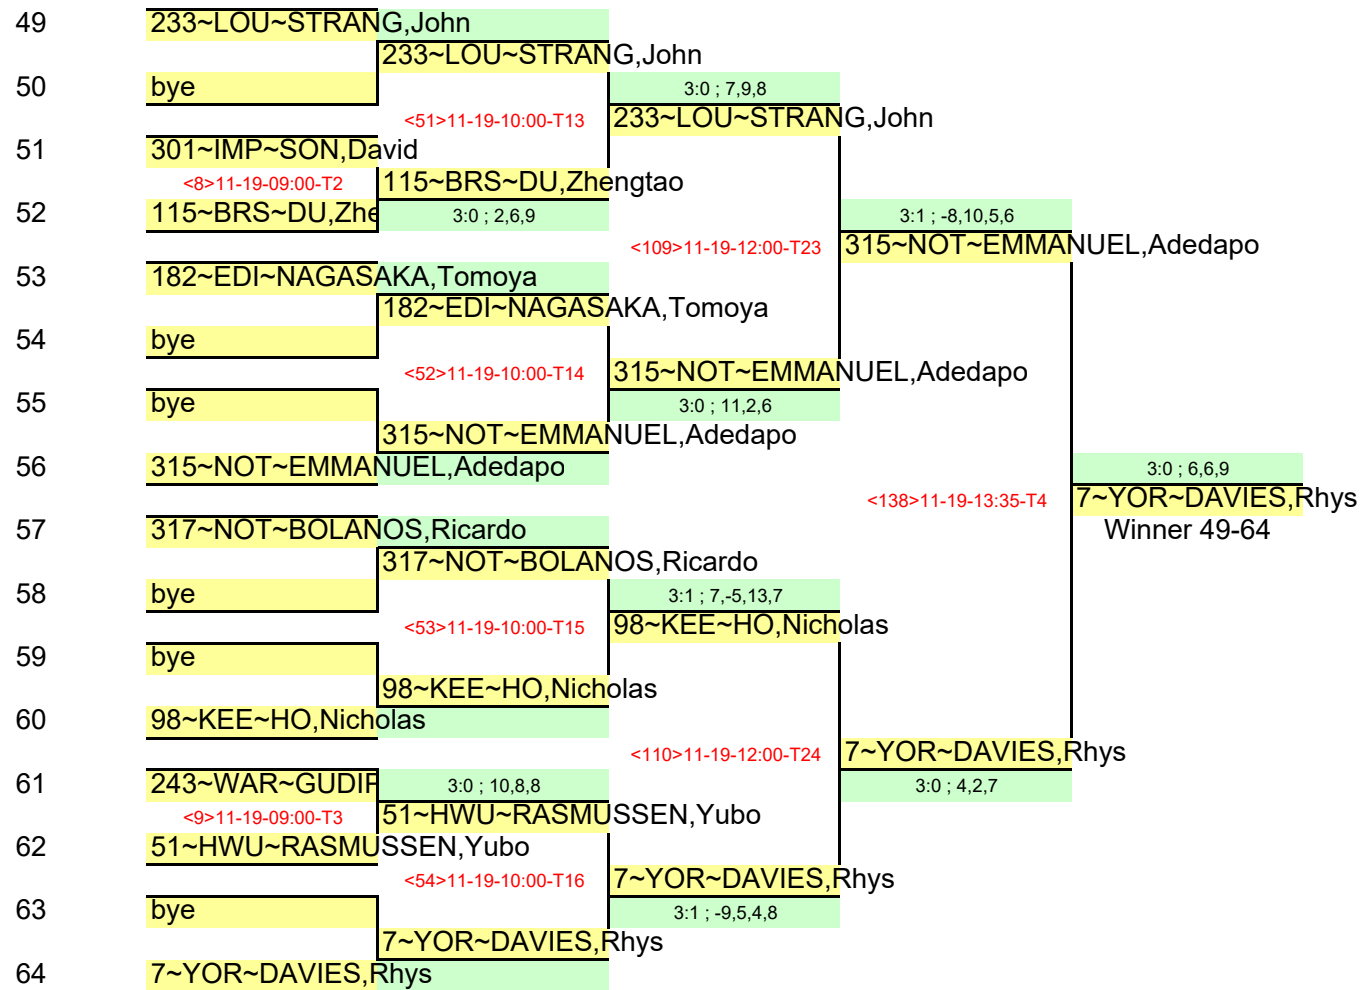 49 233~LOU~STRANG,John
233~LOU~STRANG,John
50 bye 3:0 ; 7,9,8
<51>11-19-10:00-T13 233~LOU~STRANG,John
51 301~IMP~SON,David
<8>11-19-09:00-T2 115~BRS~DU,Zhengtao
52 115~BRS~DU,Zhe 3:0 ; 2,6,9 3:1 ; -8,10,5,6
<109>11-19-12:00-T23 315~NOT~EMMANUEL,Adedapo
53 182~EDI~NAGASAKA,Tomoya
182~EDI~NAGASAKA,Tomoya
54 bye
<52>11-19-10:00-T14 315~NOT~EMMANUEL,Adedapo
55 bye 3:0 ; 11,2,6
315~NOT~EMMANUEL,Adedapo
56 315~NOT~EMMANUEL,Adedapo 3:0 ; 6,6,9
<138>11-19-13:35-T4 7~YOR~DAVIES,Rhys
57 317~NOT~BOLANOS,Ricardo Winner 49-64
317~NOT~BOLANOS,Ricardo
58 bye 3:1 ; 7,-5,13,7
<53>11-19-10:00-T15 98~KEE~HO,Nicholas
59 bye
98~KEE~HO,Nicholas
60 98~KEE~HO,Nicholas
<110>11-19-12:00-T24 7~YOR~DAVIES,Rhys
61 243~WAR~GUDI 3:0 ; 10,8,8 3:0 ; 4,2,7
<9>11-19-09:00-T3 51~HWU~RASMUSSEN,Yubo
62 51~HWU~RASMUSSEN,Yubo
<54>11-19-10:00-T16 7~YOR~DAVIES,Rhys
63 bye 3:1 ; -9,5,4,8
7~YOR~DAVIES,Rhys
64 7~YOR~DAVIES,Rhys